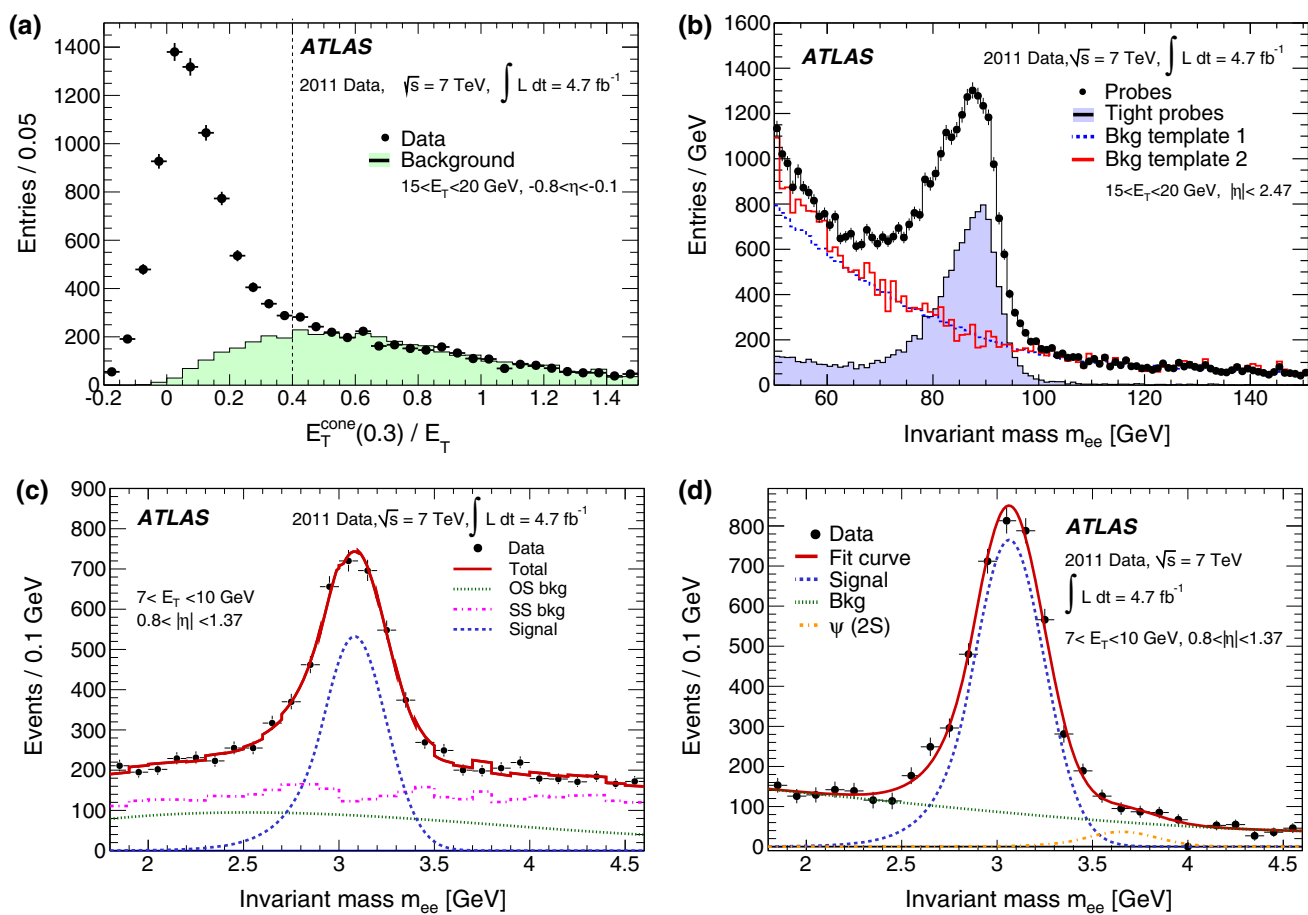 (a)
ATLAS
2011 Data, √s = 7 TeV, ∫ L dt = 4.7 fb⁻¹
Data
Background
15<E_T<20 GeV, -0.8<η<-0.1
Entries / 0.05
1400
1200
1000
800
600
400
200
0
-0.2 0 0.2 0.4 0.6 0.8 1 1.2 1.4
E_T^cone(0.3) / E_T
(b)
ATLAS
2011 Data,√s = 7 TeV, ∫ L dt = 4.7 fb⁻¹
Probes
Tight probes
Bkg template 1
Bkg template 2
15<E_T<20 GeV, |η|< 2.47
Entries / GeV
1600
1400
1200
1000
800
600
400
200
0
60 80 100 120 140
Invariant mass m_ee [GeV]
(c)
ATLAS
2011 Data,√s = 7 TeV, ∫ L dt = 4.7 fb⁻¹
Data
Total
OS bkg
SS bkg
Signal
7< E_T <10 GeV
0.8< |η| <1.37
Events / 0.1 GeV
900
800
700
600
500
400
300
200
100
0
2 2.5 3 3.5 4 4.5
Invariant mass m_ee [GeV]
(d)
Data
Fit curve
Signal
Bkg
ψ (2S)
ATLAS
2011 Data, √s = 7 TeV
∫ L dt = 4.7 fb⁻¹
7< E_T<10 GeV, 0.8<|η|<1.37
Events / 0.1 GeV
800
700
600
500
400
300
200
100
0
2 2.5 3 3.5 4 4.5
Invariant mass m_ee [GeV]